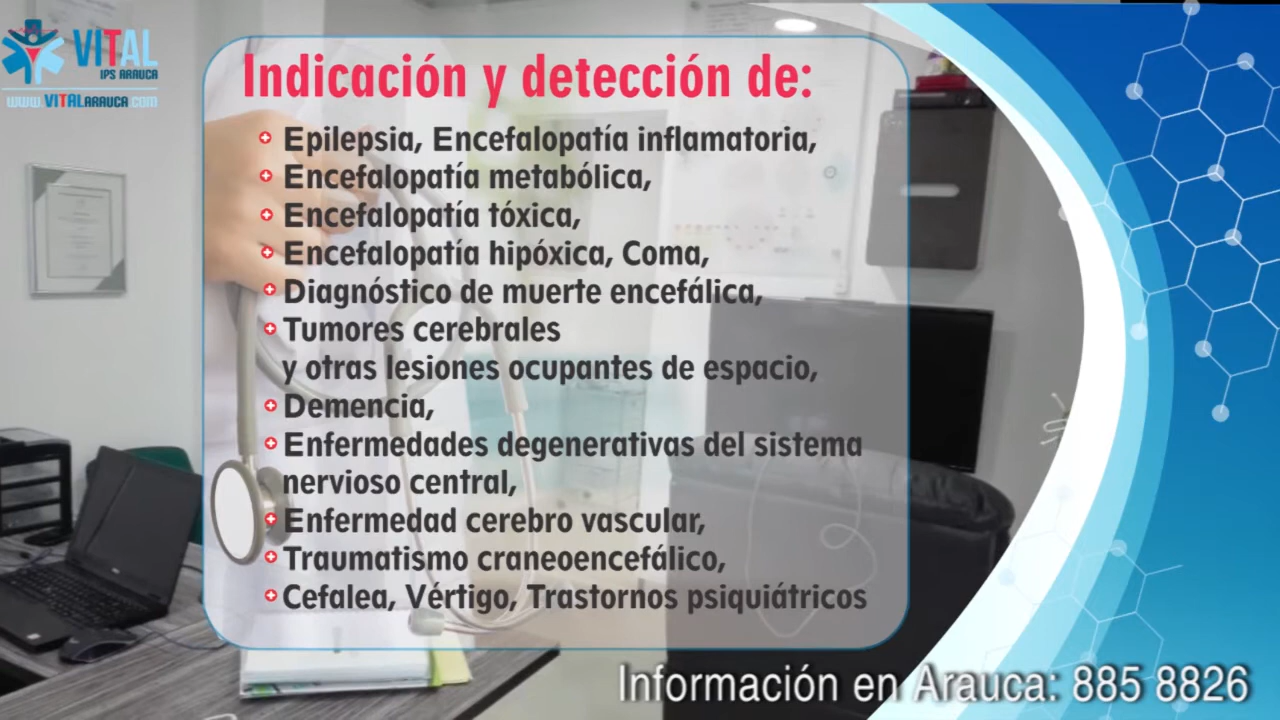 VITAL
IPS ARAUCA
www.VITALARAUCA.COM
Indicación y detección de:
Epilepsia, Encefalopatía inflamatoria,
Encefalopatía metabólica,
Encefalopatía tóxica,
Encefalopatía hipóxica, Coma,
Diagnóstico de muerte encefálica,
Tumores cerebrales
y otras lesiones ocupantes de espacio,
Demencia,
Enfermedades degenerativas del sistema
nervioso central,
Enfermedad cerebro vascular,
Traumatismo craneoencefálico,
Cefalea, Vértigo, Trastornos psiquiátricos
Información en Arauca: 885 8826